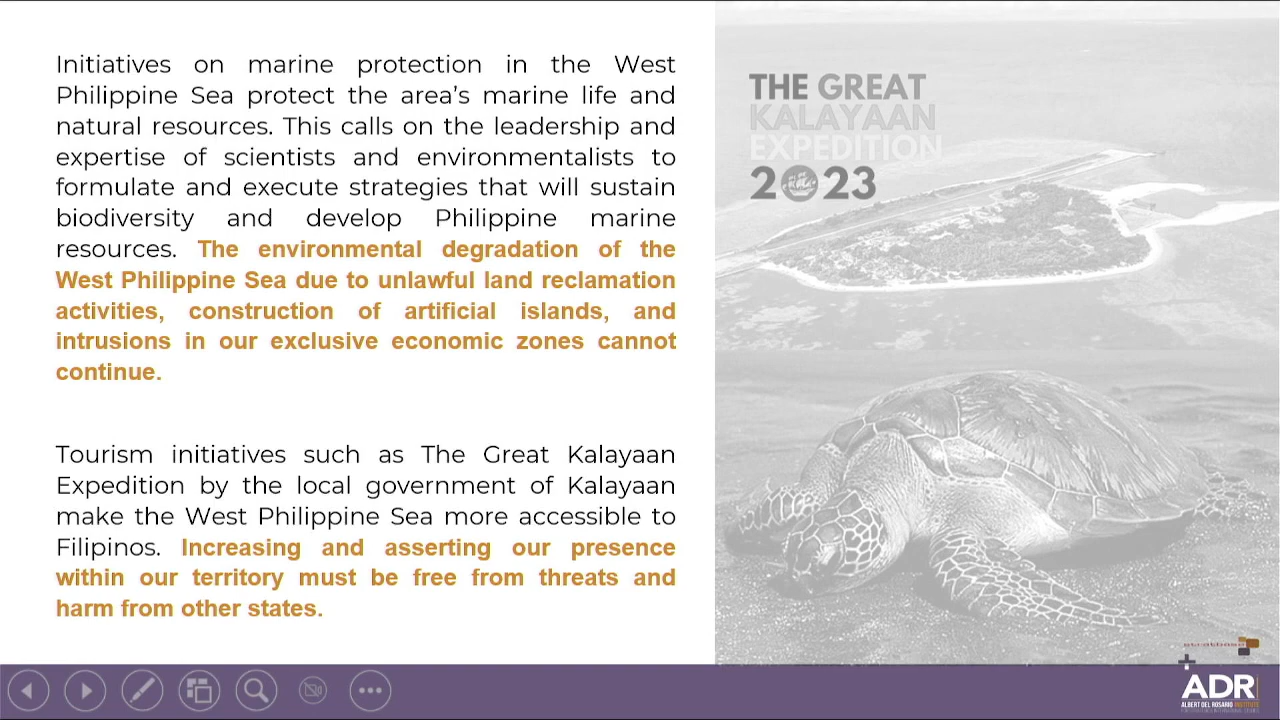 Initiatives on marine protection in the West
Philippine Sea protect the area's marine life and
natural resources. This calls on the leadership and
expertise of scientists and environmentalists to
formulate and execute strategies that will sustain
biodiversity and develop Philippine marine
resources. The environmental degradation of the
West Philippine Sea due to unlawful land reclamation
activities, construction of artificial islands, and
intrusions in our exclusive economic zones cannot
continue.
Tourism initiatives such as The Great Kalayaan
Expedition by the local government of Kalayaan
make the West Philippine Sea more accessible to
Filipinos. Increasing and asserting our presence
within our territory must be free from threats and
harm from other states.
THE GREAT
KALAYAAN
EXPEDITION
2023
ADR
ALBERT DEL ROSARIO INSTITUTE